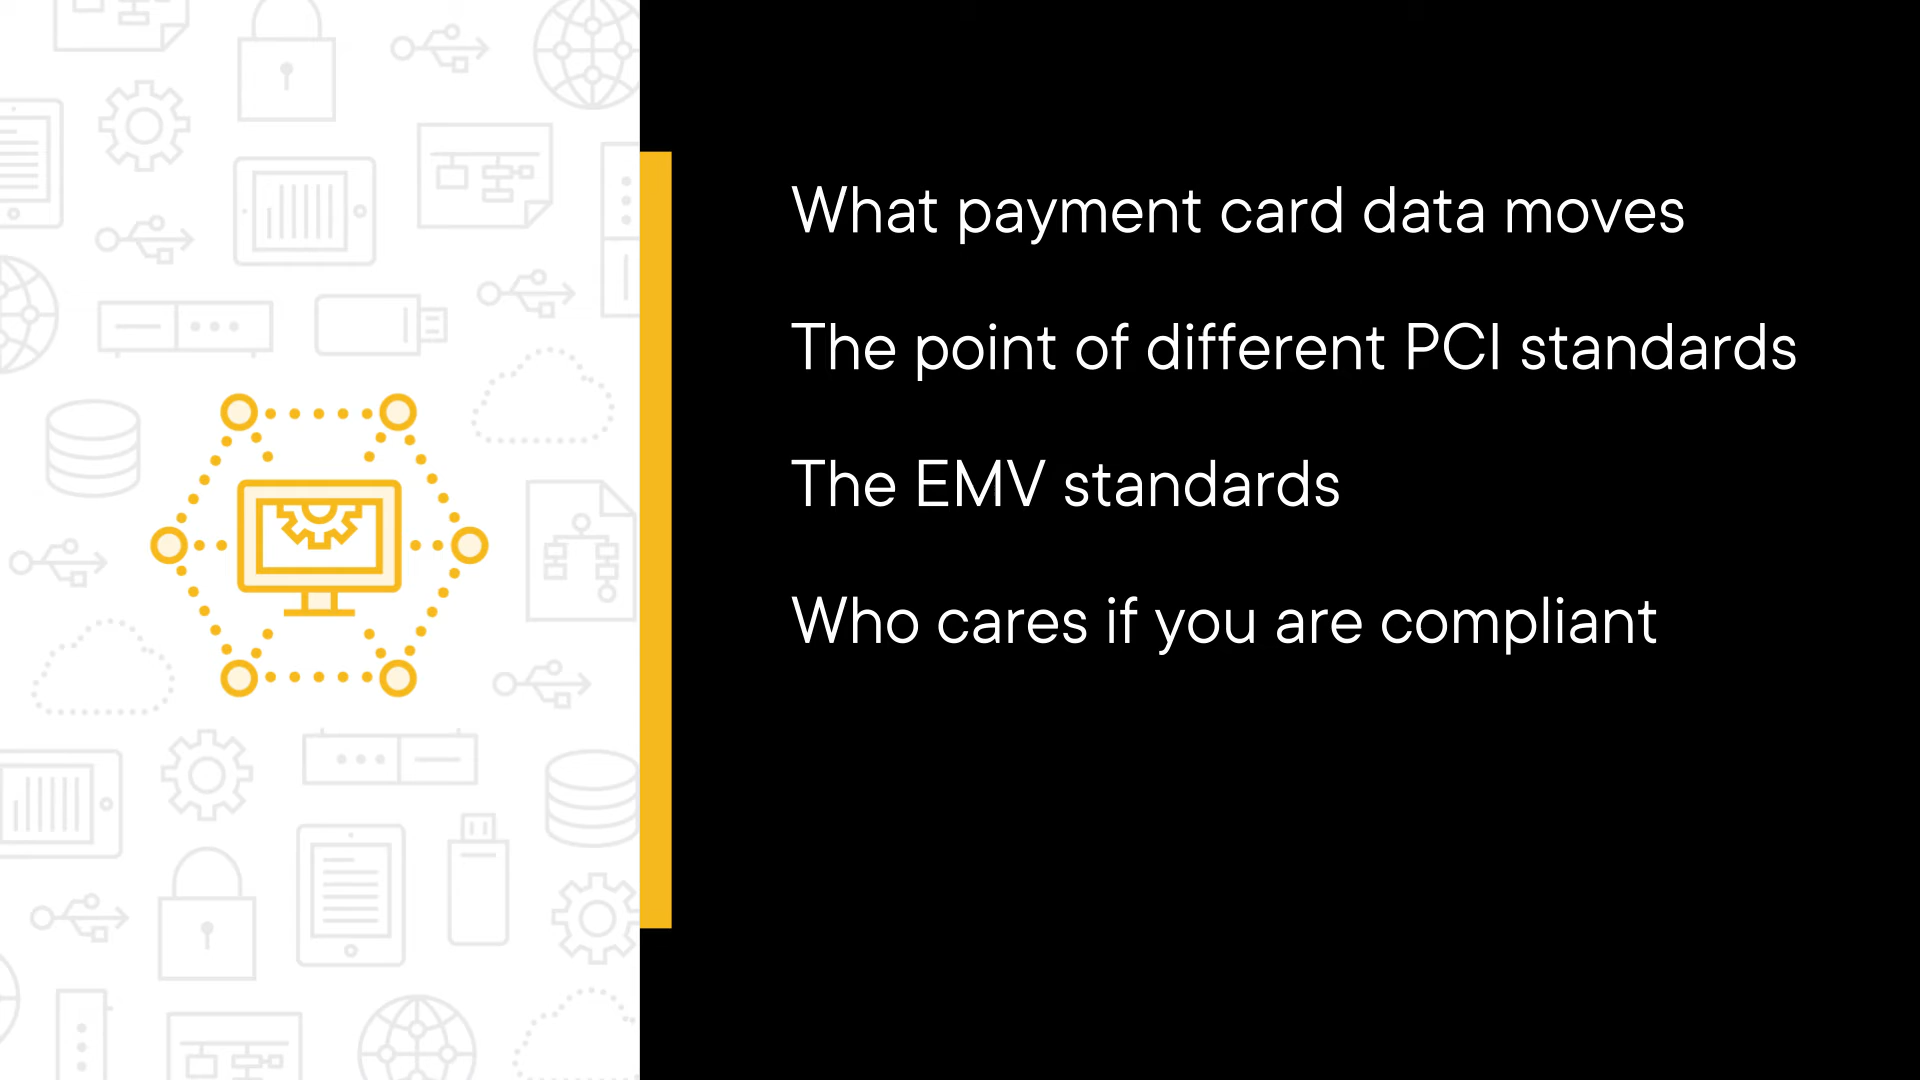 What payment card data moves
The point of different PCI standards
The EMV standards
Who cares if you are compliant